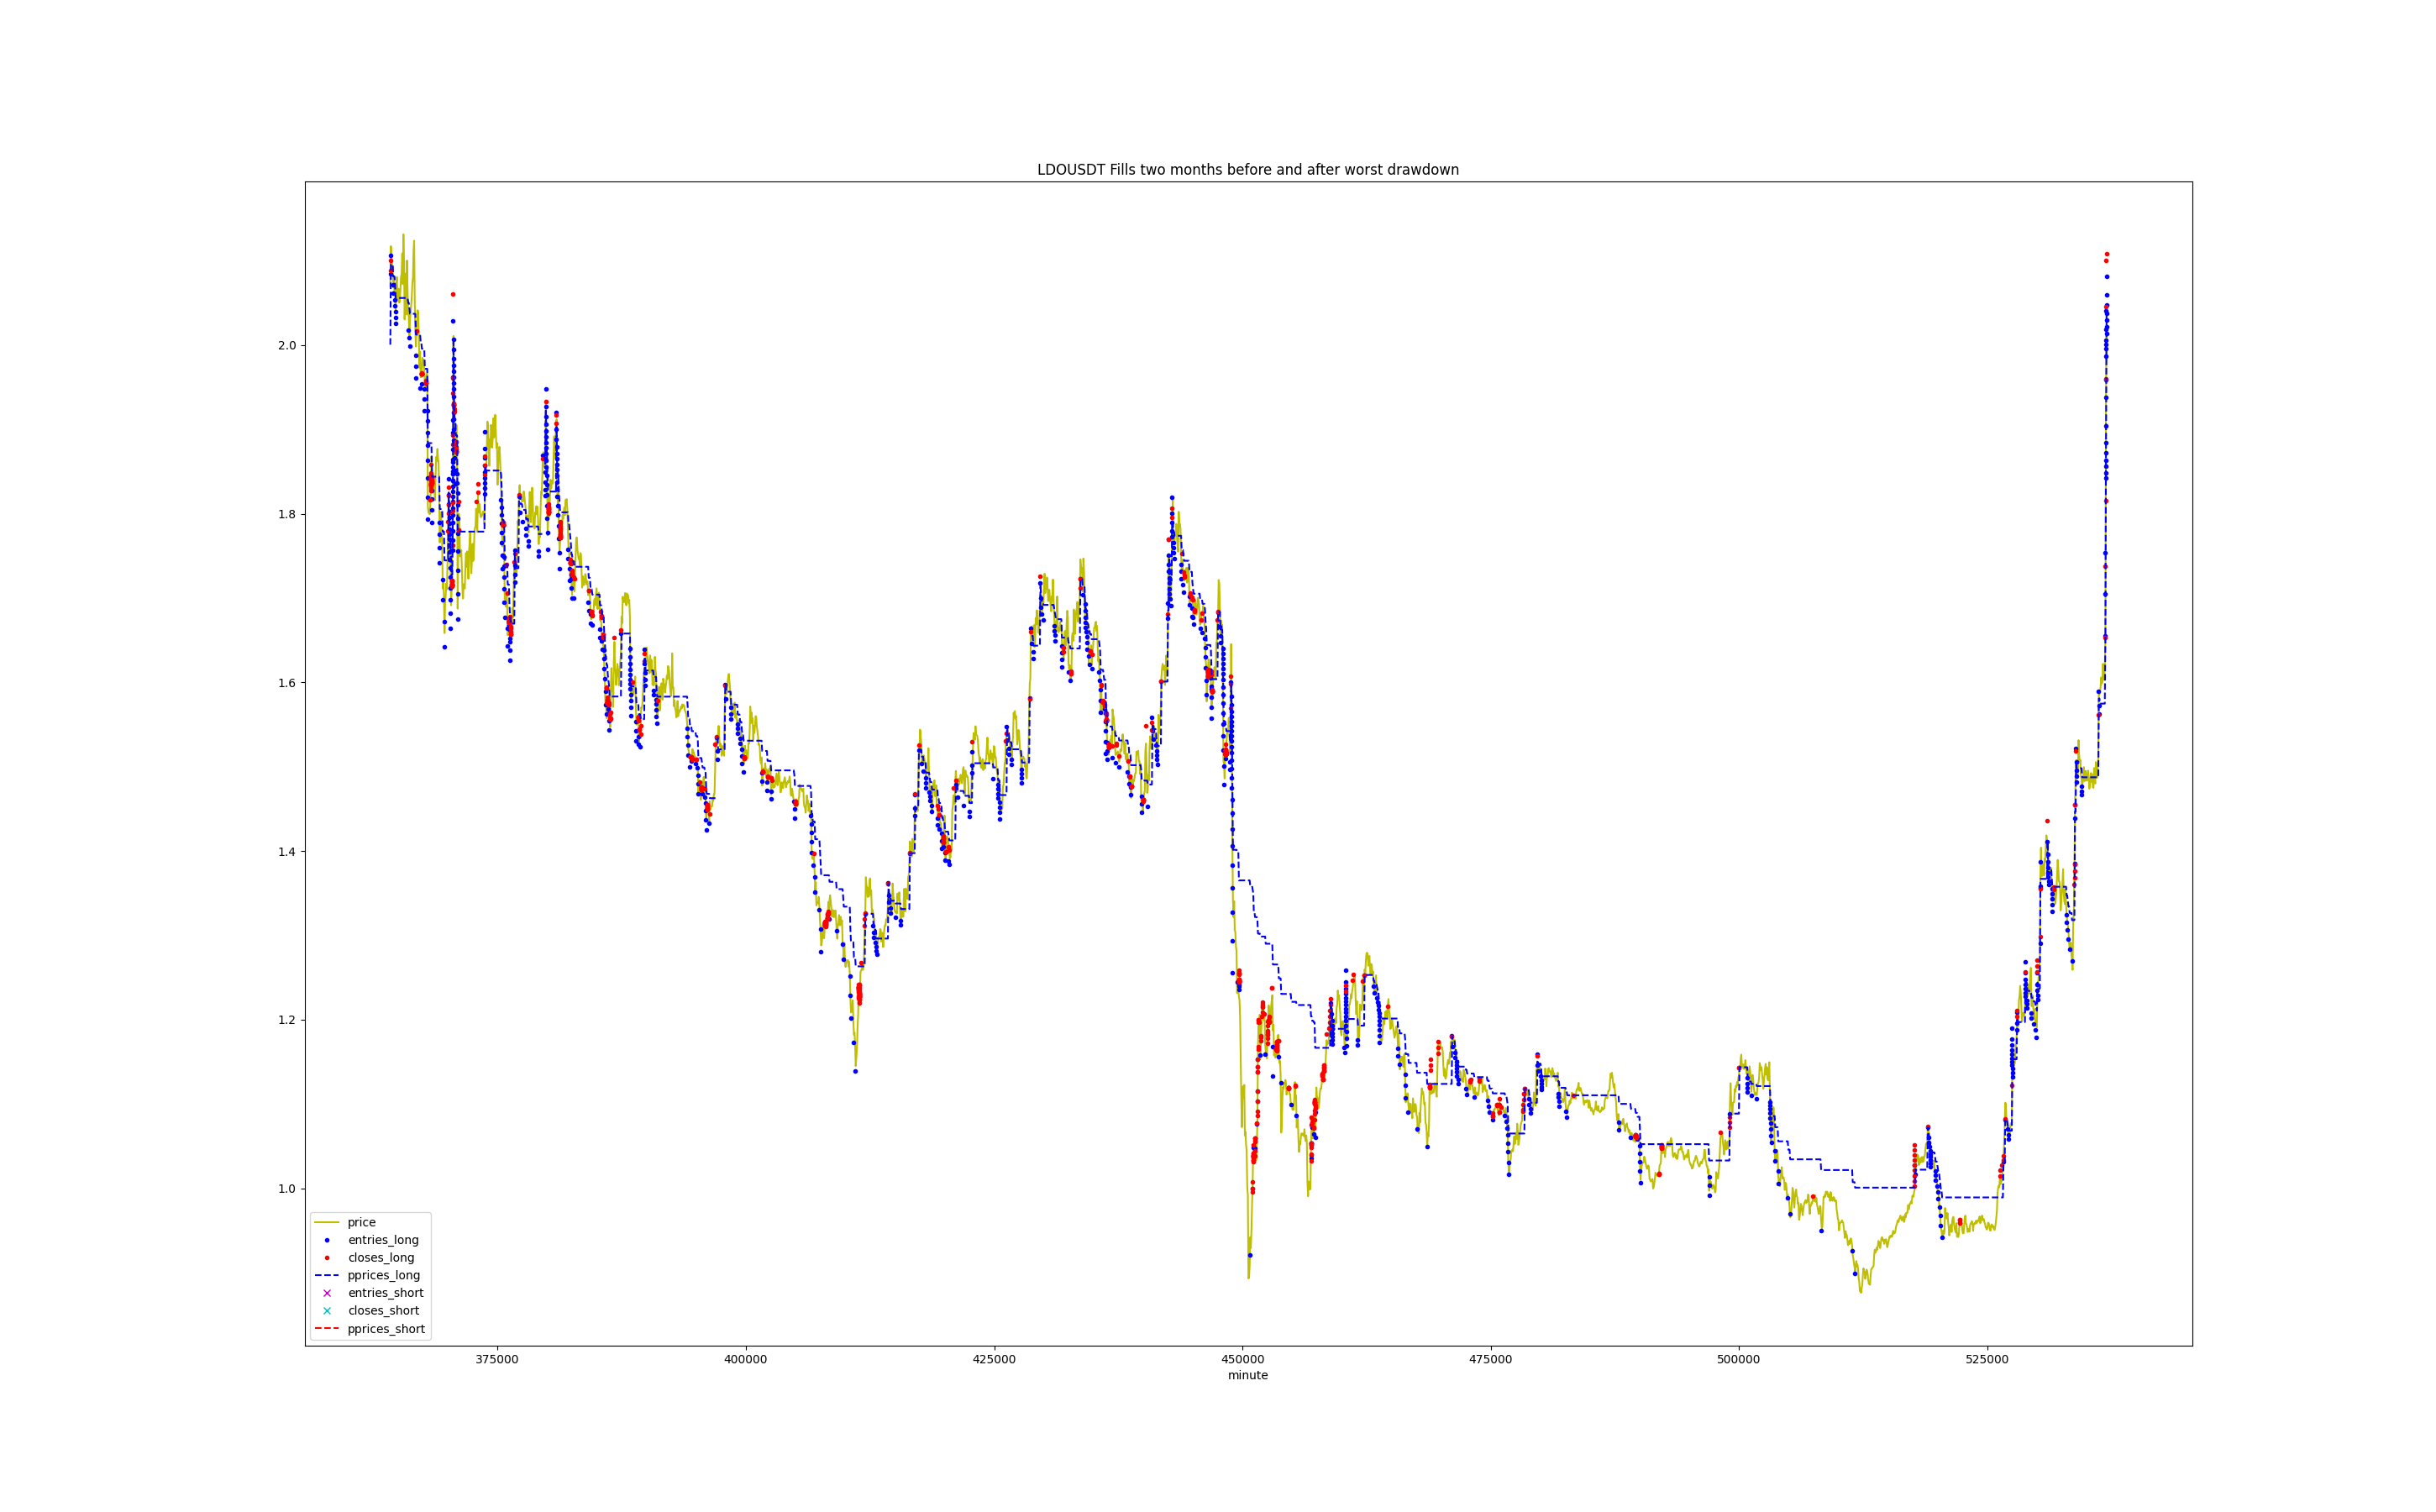 LDOUSDT Fills two months before and after worst drawdown
2.0
1.8
1.6
1.4
1.2
1.0
price
entries_long
closes_long
pprices_long
entries_short
closes_short
pprices_short
375000 400000 425000 450000 475000 500000 525000
minute